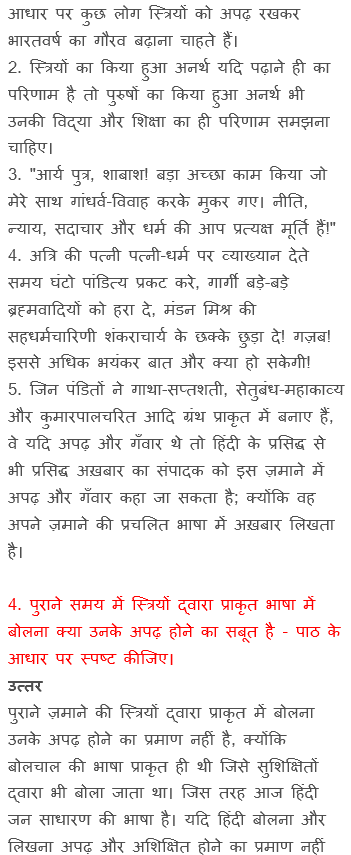 आधार पर कुछ लोग स्त्रियों को अपढ़ रखकर
भारतवर्ष का गौरव बढ़ाना चाहते हैं।
2. स्त्रियों का किया हुआ अनर्थ यदि पढ़ाने ही का
परिणाम है तो पुरुषों का किया हुआ अनर्थ भी
उनकी विद्या और शिक्षा का ही परिणाम समझना
चाहिए।
3. "आर्य पुत्र, शाबाश! बड़ा अच्छा काम किया जो
मेरे साथ गांधर्व-विवाह करके मुकर गए। नीति,
न्याय, सदाचार और धर्म की आप प्रत्यक्ष मूर्ति हैं!"
4. अत्रि की पत्नी पत्नी-धर्म पर व्याख्यान देते
समय घंटो पांडित्य प्रकट करे, गार्गी बड़े-बड़े
ब्रह्मवादियों को हरा दे, मंडन मिश्र की
सहधर्मचारिणी शंकराचार्य के छक्के छुड़ा दे! गज़ब!
इससे अधिक भयंकर बात और क्या हो सकेगी!
5. जिन पंडितों ने गाथा-सप्तशती, सेतुबंध-महाकाव्य
और कुमारपालचरित आदि ग्रंथ प्राकृत में बनाए हैं,
वे यदि अपढ़ और गँवार थे तो हिंदी के प्रसिद्ध से
भी प्रसिद्ध अख़बार का संपादक को इस ज़माने में
अपढ़ और गँवार कहा जा सकता है; क्योंकि वह
अपने ज़माने की प्रचलित भाषा में अख़बार लिखता
है।
4. पुराने समय में स्त्रियों द्वारा प्राकृत भाषा में
बोलना क्या उनके अपढ़ होने का सबूत है - पाठ के
आधार पर स्पष्ट कीजिए।
उत्तर
पुराने ज़माने की स्त्रियों द्वारा प्राकृत में बोलना
उनके अपढ़ होने का प्रमाण नहीं है, क्योंकि
बोलचाल की भाषा प्राकृत ही थी जिसे सुशिक्षितों
द्वारा भी बोला जाता था। जिस तरह आज हिंदी
जन साधारण की भाषा है। यदि हिंदी बोलना और
लिखना अपढ़ और अशिक्षित होने का प्रमाण नहीं